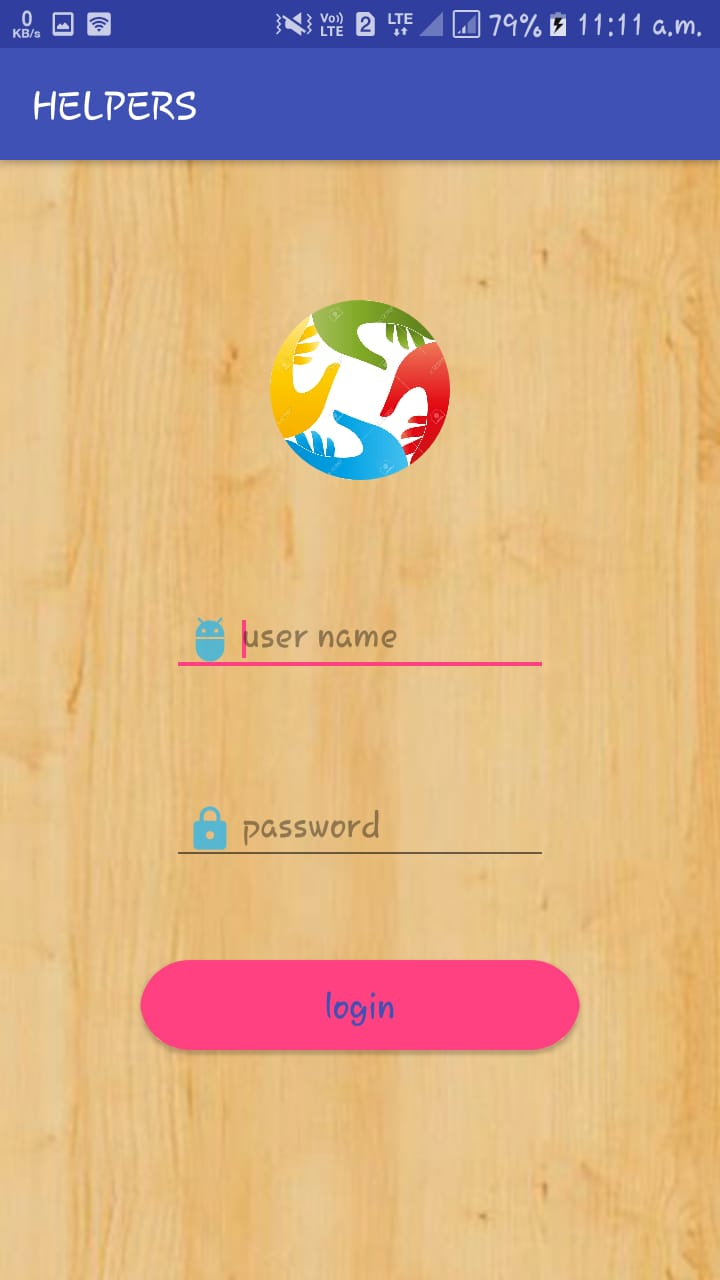 0
KB/s
Vo))
LTE
2
LTE
79%
11:11 a.m.
HELPERS
user name
password
login